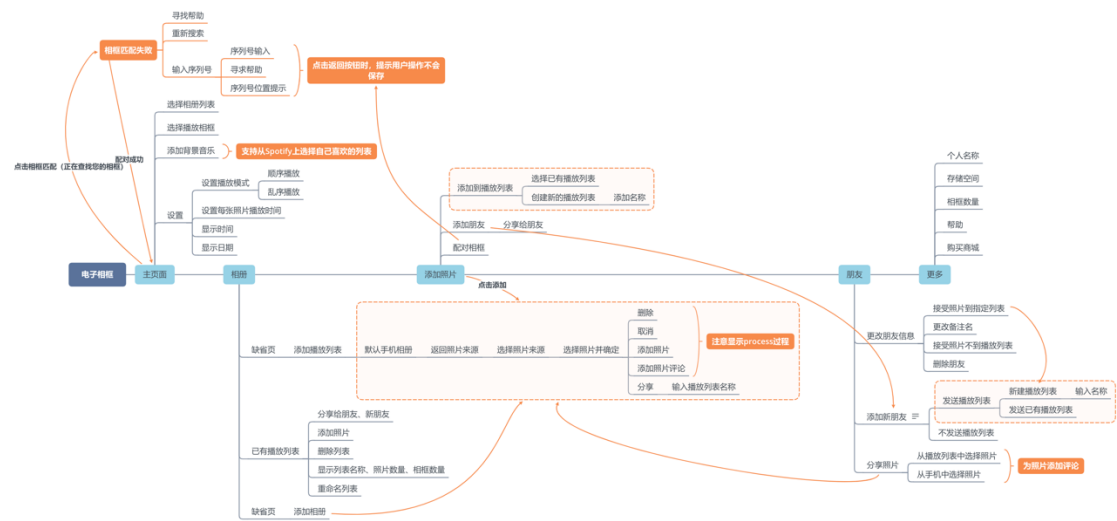 寻找帮助
重新搜索
相框匹配失败
序列号输入
输入序列号
寻求帮助
序列号位置提示
点击返回按钮时，提示用户操作不会
保存
选择相册列表
选择播放相框
添加背景音乐
支持从Spotify上选择自己喜欢的列表
点击相框匹配（正在查找您的相框）
配对成功
顺序播放
设置播放模式
乱序播放
设置每张照片播放时间
设置
显示时间
显示日期
选择已有播放列表
添加到播放列表
创建新的播放列表
添加名称
添加朋友
分享给朋友
配对相框
个人名称
存储空间
相框数量
帮助
购买商城
电子相框
主页面
相册
添加照片
朋友
更多
点击添加
缺省页
添加播放列表
默认手机相册
返回照片来源
选择照片来源
选择照片并确定
删除
取消
添加照片
添加照片评论
分享
输入播放列表名称
注意显示process过程
接受照片到指定列表
更改朋友信息
更改备注名
接受照片不到播放列表
删除朋友
新建播放列表
输入名称
发送播放列表
发送已有播放列表
添加新朋友
不发送播放列表
从播放列表中选择照片
分享照片
从手机中选择照片
为照片添加评论
分享给朋友、新朋友
添加照片
已有播放列表
删除列表
显示列表名称、照片数量、相框数量
重命名列表
缺省页
添加相册